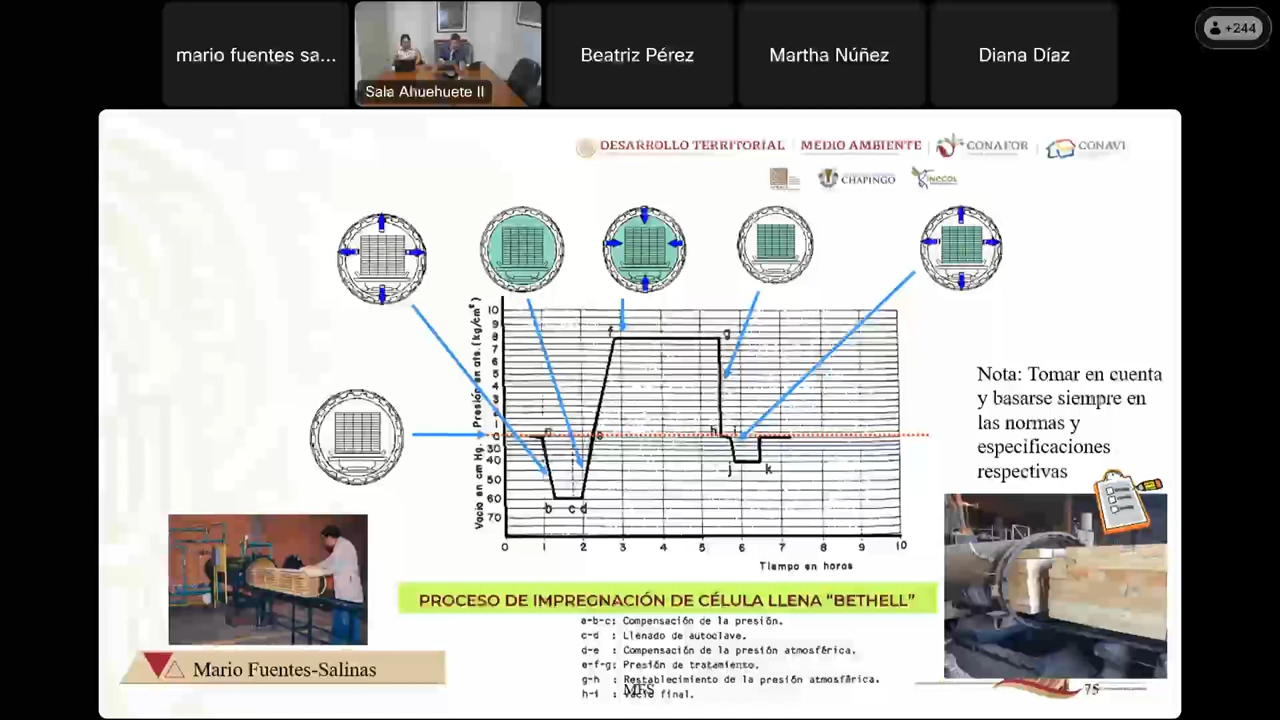 mario fuentes sa...
Sala Ahuehuete II
Beatriz Pérez
Martha Núñez
Diana Díaz
+244
DESARROLLO TERRITORIAL
MEDIO AMBIENTE
CONAFOR
CONAVI
CHAPINGO
INECOL
Presión en ats. (kg/cm²)
Vacío en cm Hg.
10
9
8
7
6
5
4
3
2
1
0
30
40
50
60
70
f
g
a
e
h
i
j
k
b
c d
0 1 2 3 4 5 6 7 8 9 10
Tiempo en horas
Nota: Tomar en cuenta
y basarse siempre en
las normas y
especificaciones
respectivas
PROCESO DE IMPREGNACIÓN DE CÉLULA LLENA “BETHELL”
a-b-c: Compensación de la presión.
c-d : Llenado de autoclave.
d-e : Compensación de la presión atmosférica.
e-f-g: Presión de tratamiento.
g-h : Restablecimiento de la presión atmosférica.
h-i : Vacío final.
Mario Fuentes-Salinas
MFS
75